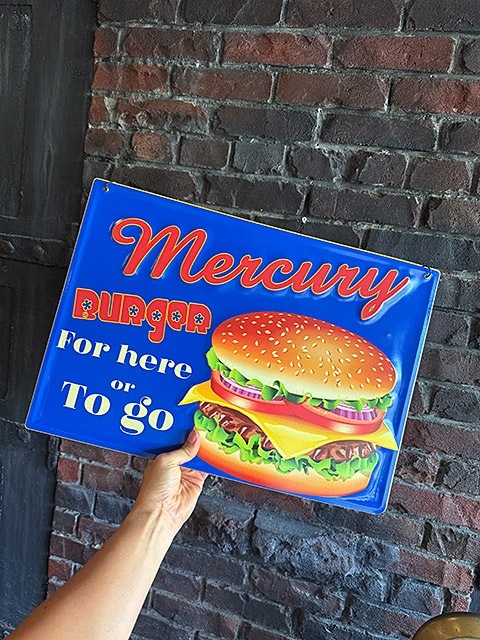 Mercury
BURGER
For here
or
To go